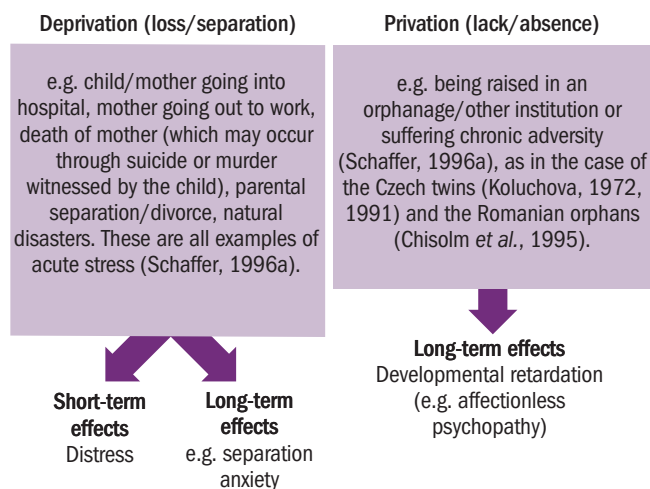 Deprivation (loss/separation)
e.g. child/mother going into
hospital, mother going out to work,
death of mother (which may occur
through suicide or murder
witnessed by the child), parental
separation/divorce, natural
disasters. These are all examples of
acute stress (Schaffer, 1996a).
Short-term
effects
Distress
Long-term
effects
e.g. separation
anxiety
Privation (lack/absence)
e.g. being raised in an
orphanage/other institution or
suffering chronic adversity
(Schaffer, 1996a), as in the case of
the Czech twins (Koluchova, 1972,
1991) and the Romanian orphans
(Chisolm et al., 1995).
Long-term effects
Developmental retardation
(e.g. affectionless
psychopathy)